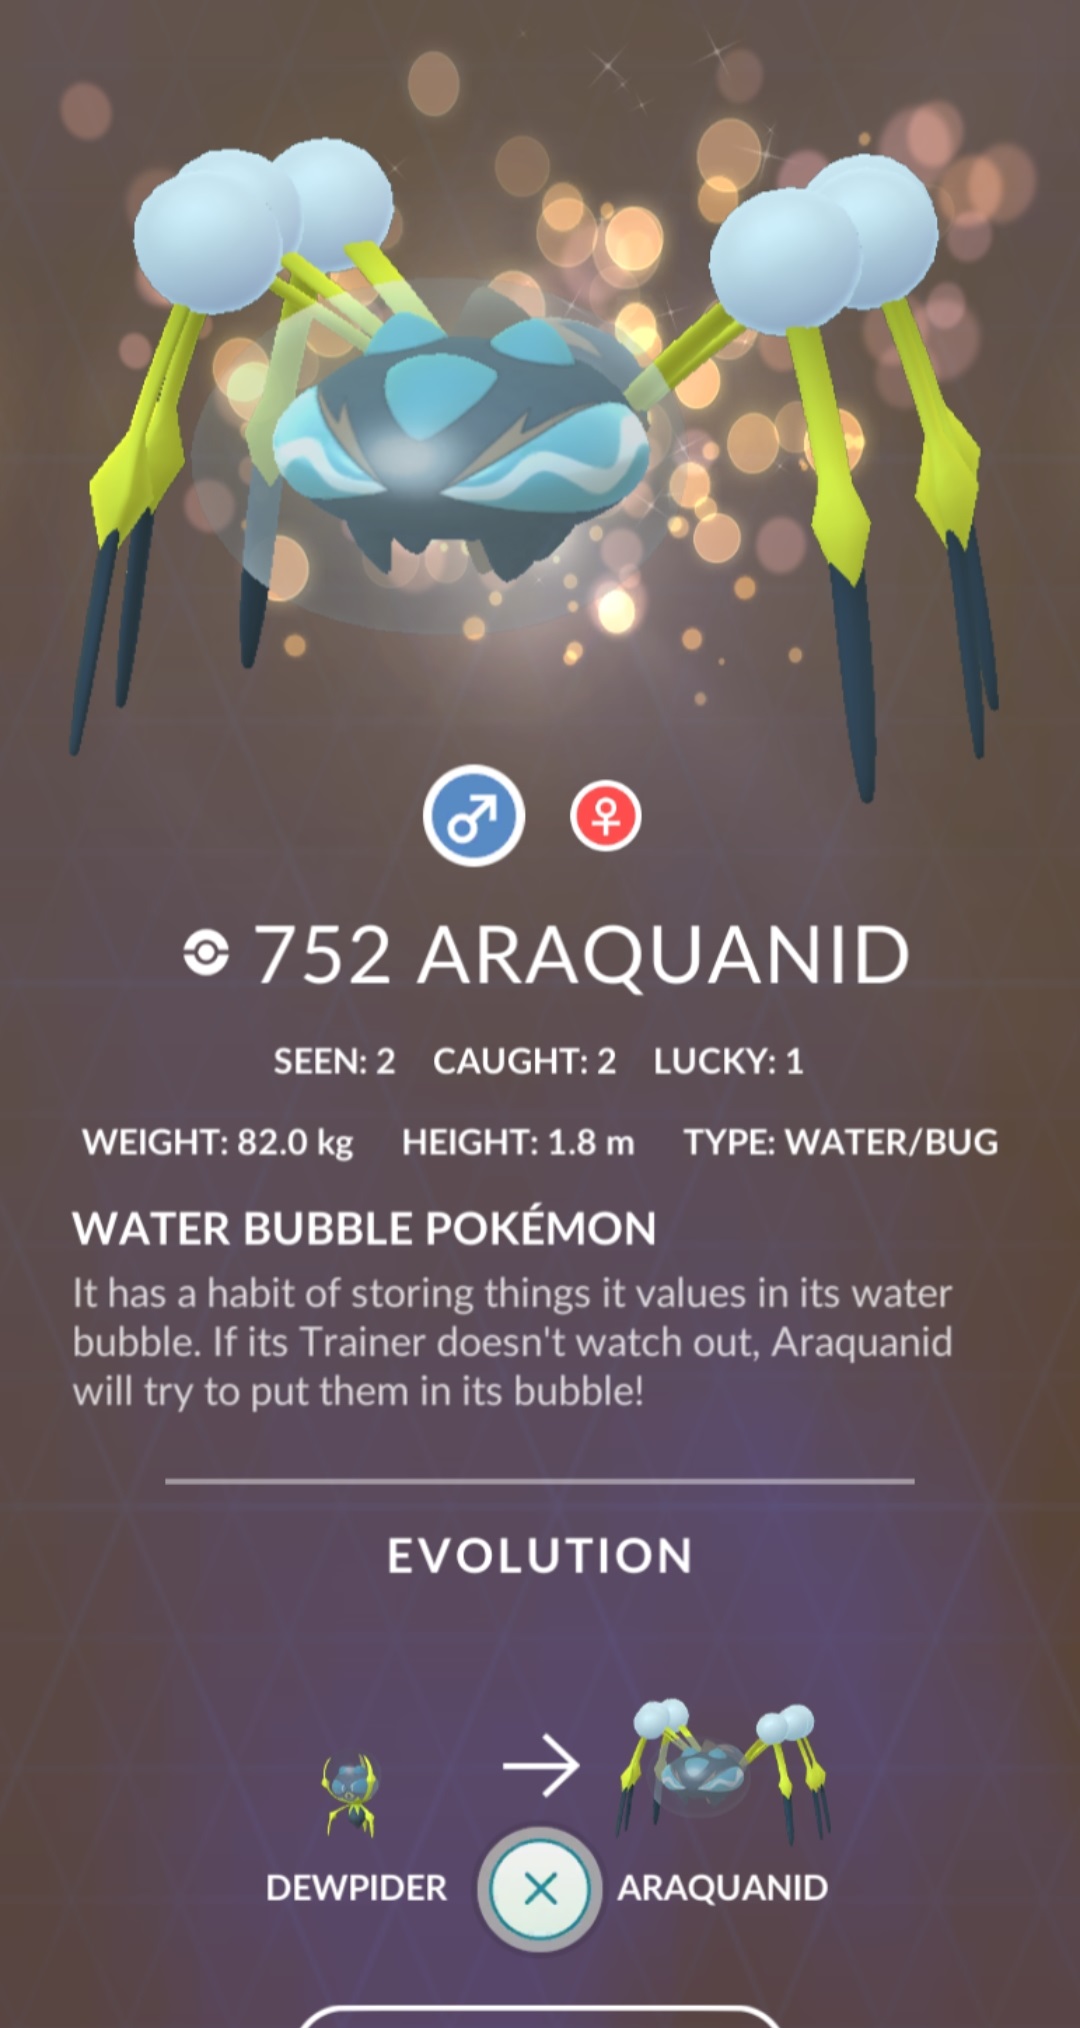 752 ARAQUANID
SEEN: 2 CAUGHT: 2 LUCKY: 1
WEIGHT: 82.0 kg HEIGHT: 1.8 m TYPE: WATER/BUG
WATER BUBBLE POKÉMON
It has a habit of storing things it values in its water
bubble. If its Trainer doesn't watch out, Araquanid
will try to put them in its bubble!
EVOLUTION
DEWPIDER ARAQUANID